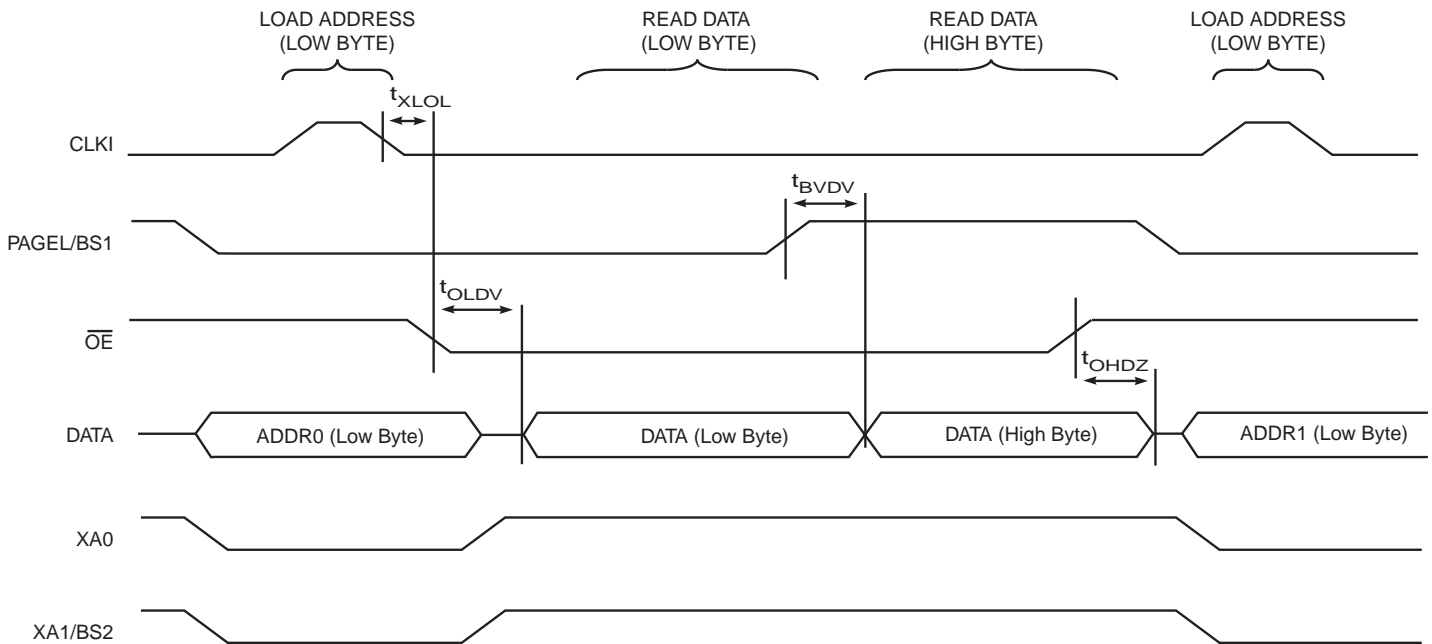 LOAD ADDRESS
(LOW BYTE)
READ DATA
(LOW BYTE)
READ DATA
(HIGH BYTE)
LOAD ADDRESS
(LOW BYTE)
tXLOL
CLKI
tBVDV
PAGEL/BS1
tOLDV
OE
tOHDZ
DATA
ADDR0 (Low Byte)
DATA (Low Byte)
DATA (High Byte)
ADDR1 (Low Byte)
XA0
XA1/BS2